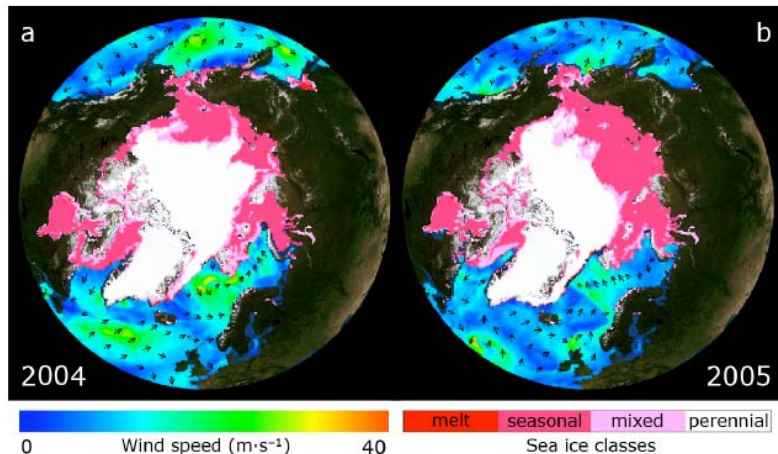 a
b
2004
2005
melt seasonal mixed perennial
0 Wind speed (m·s⁻¹) 40
Sea ice classes